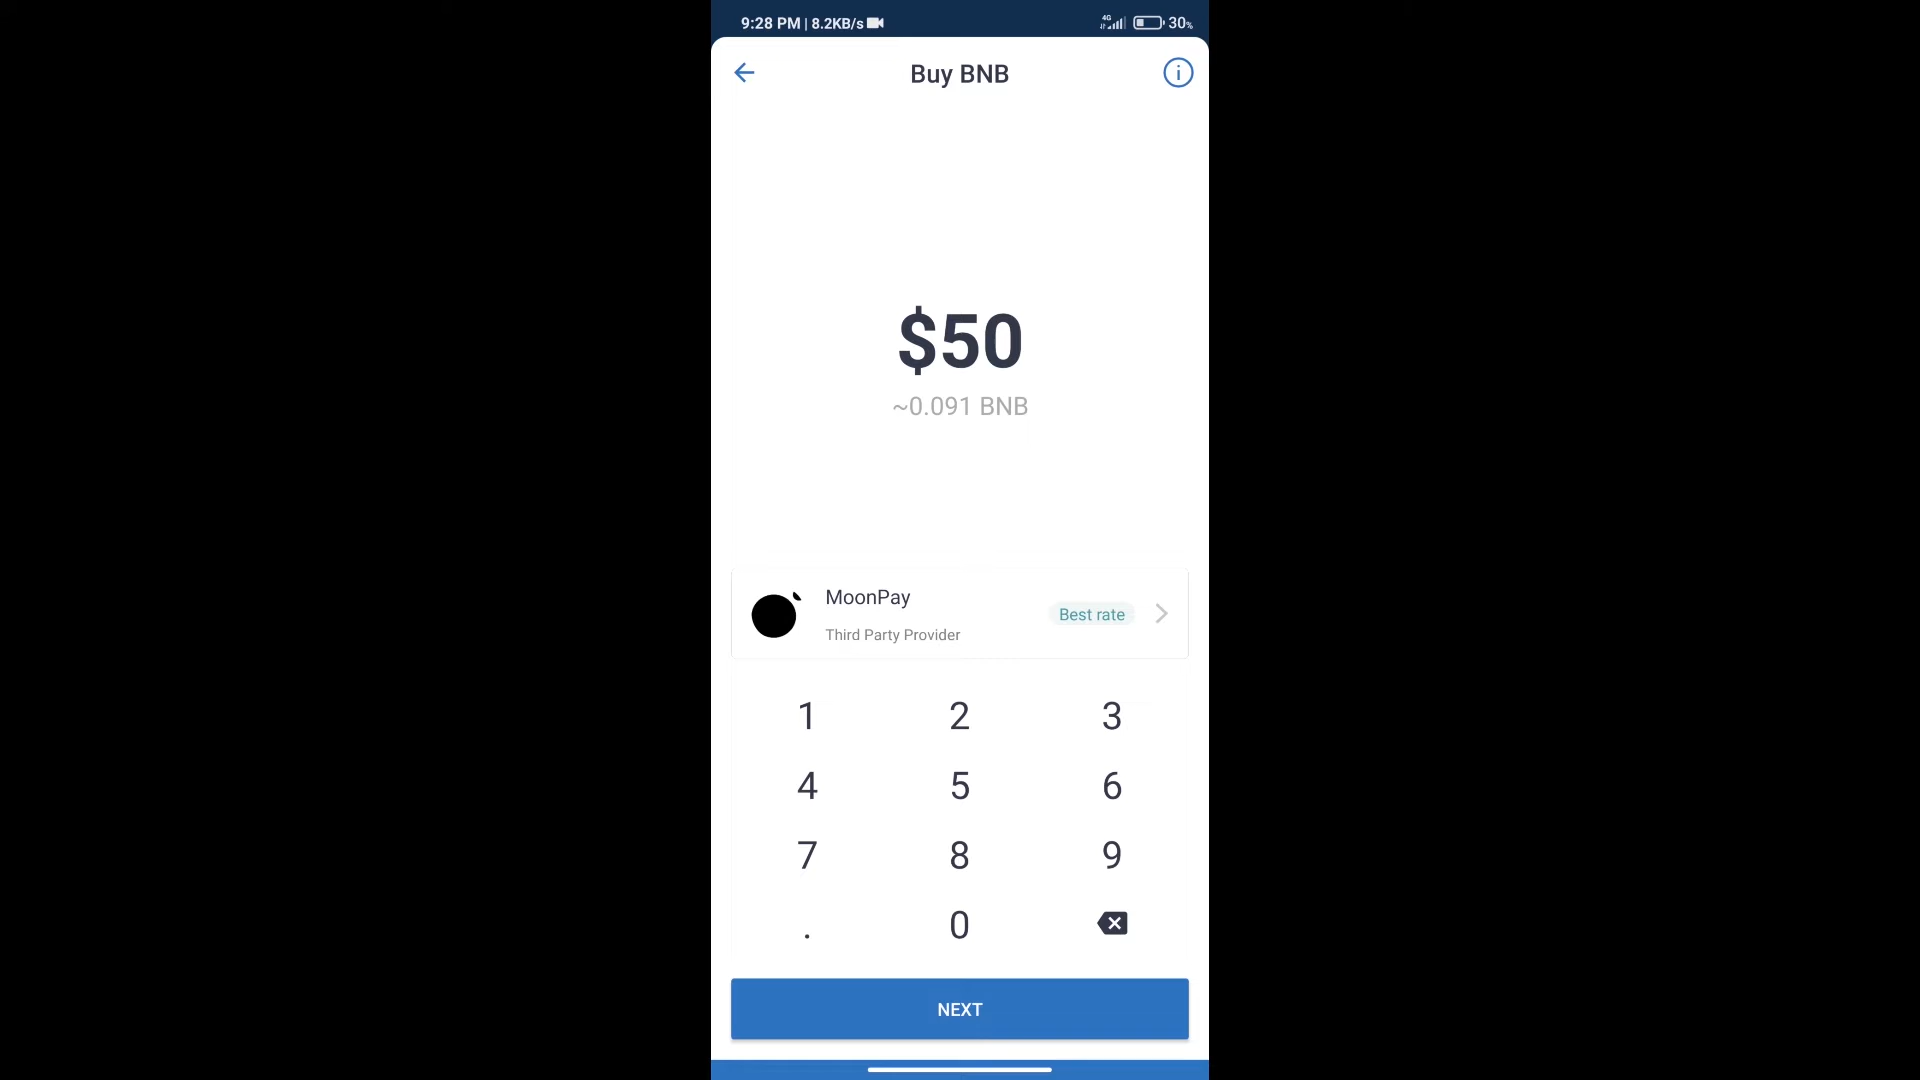 9:28 PM | 8.2KB/s 4G 30%
Buy BNB
$50
~0.091 BNB
MoonPay
Best rate
Third Party Provider
1 2 3
4 5 6
7 8 9
. 0
NEXT